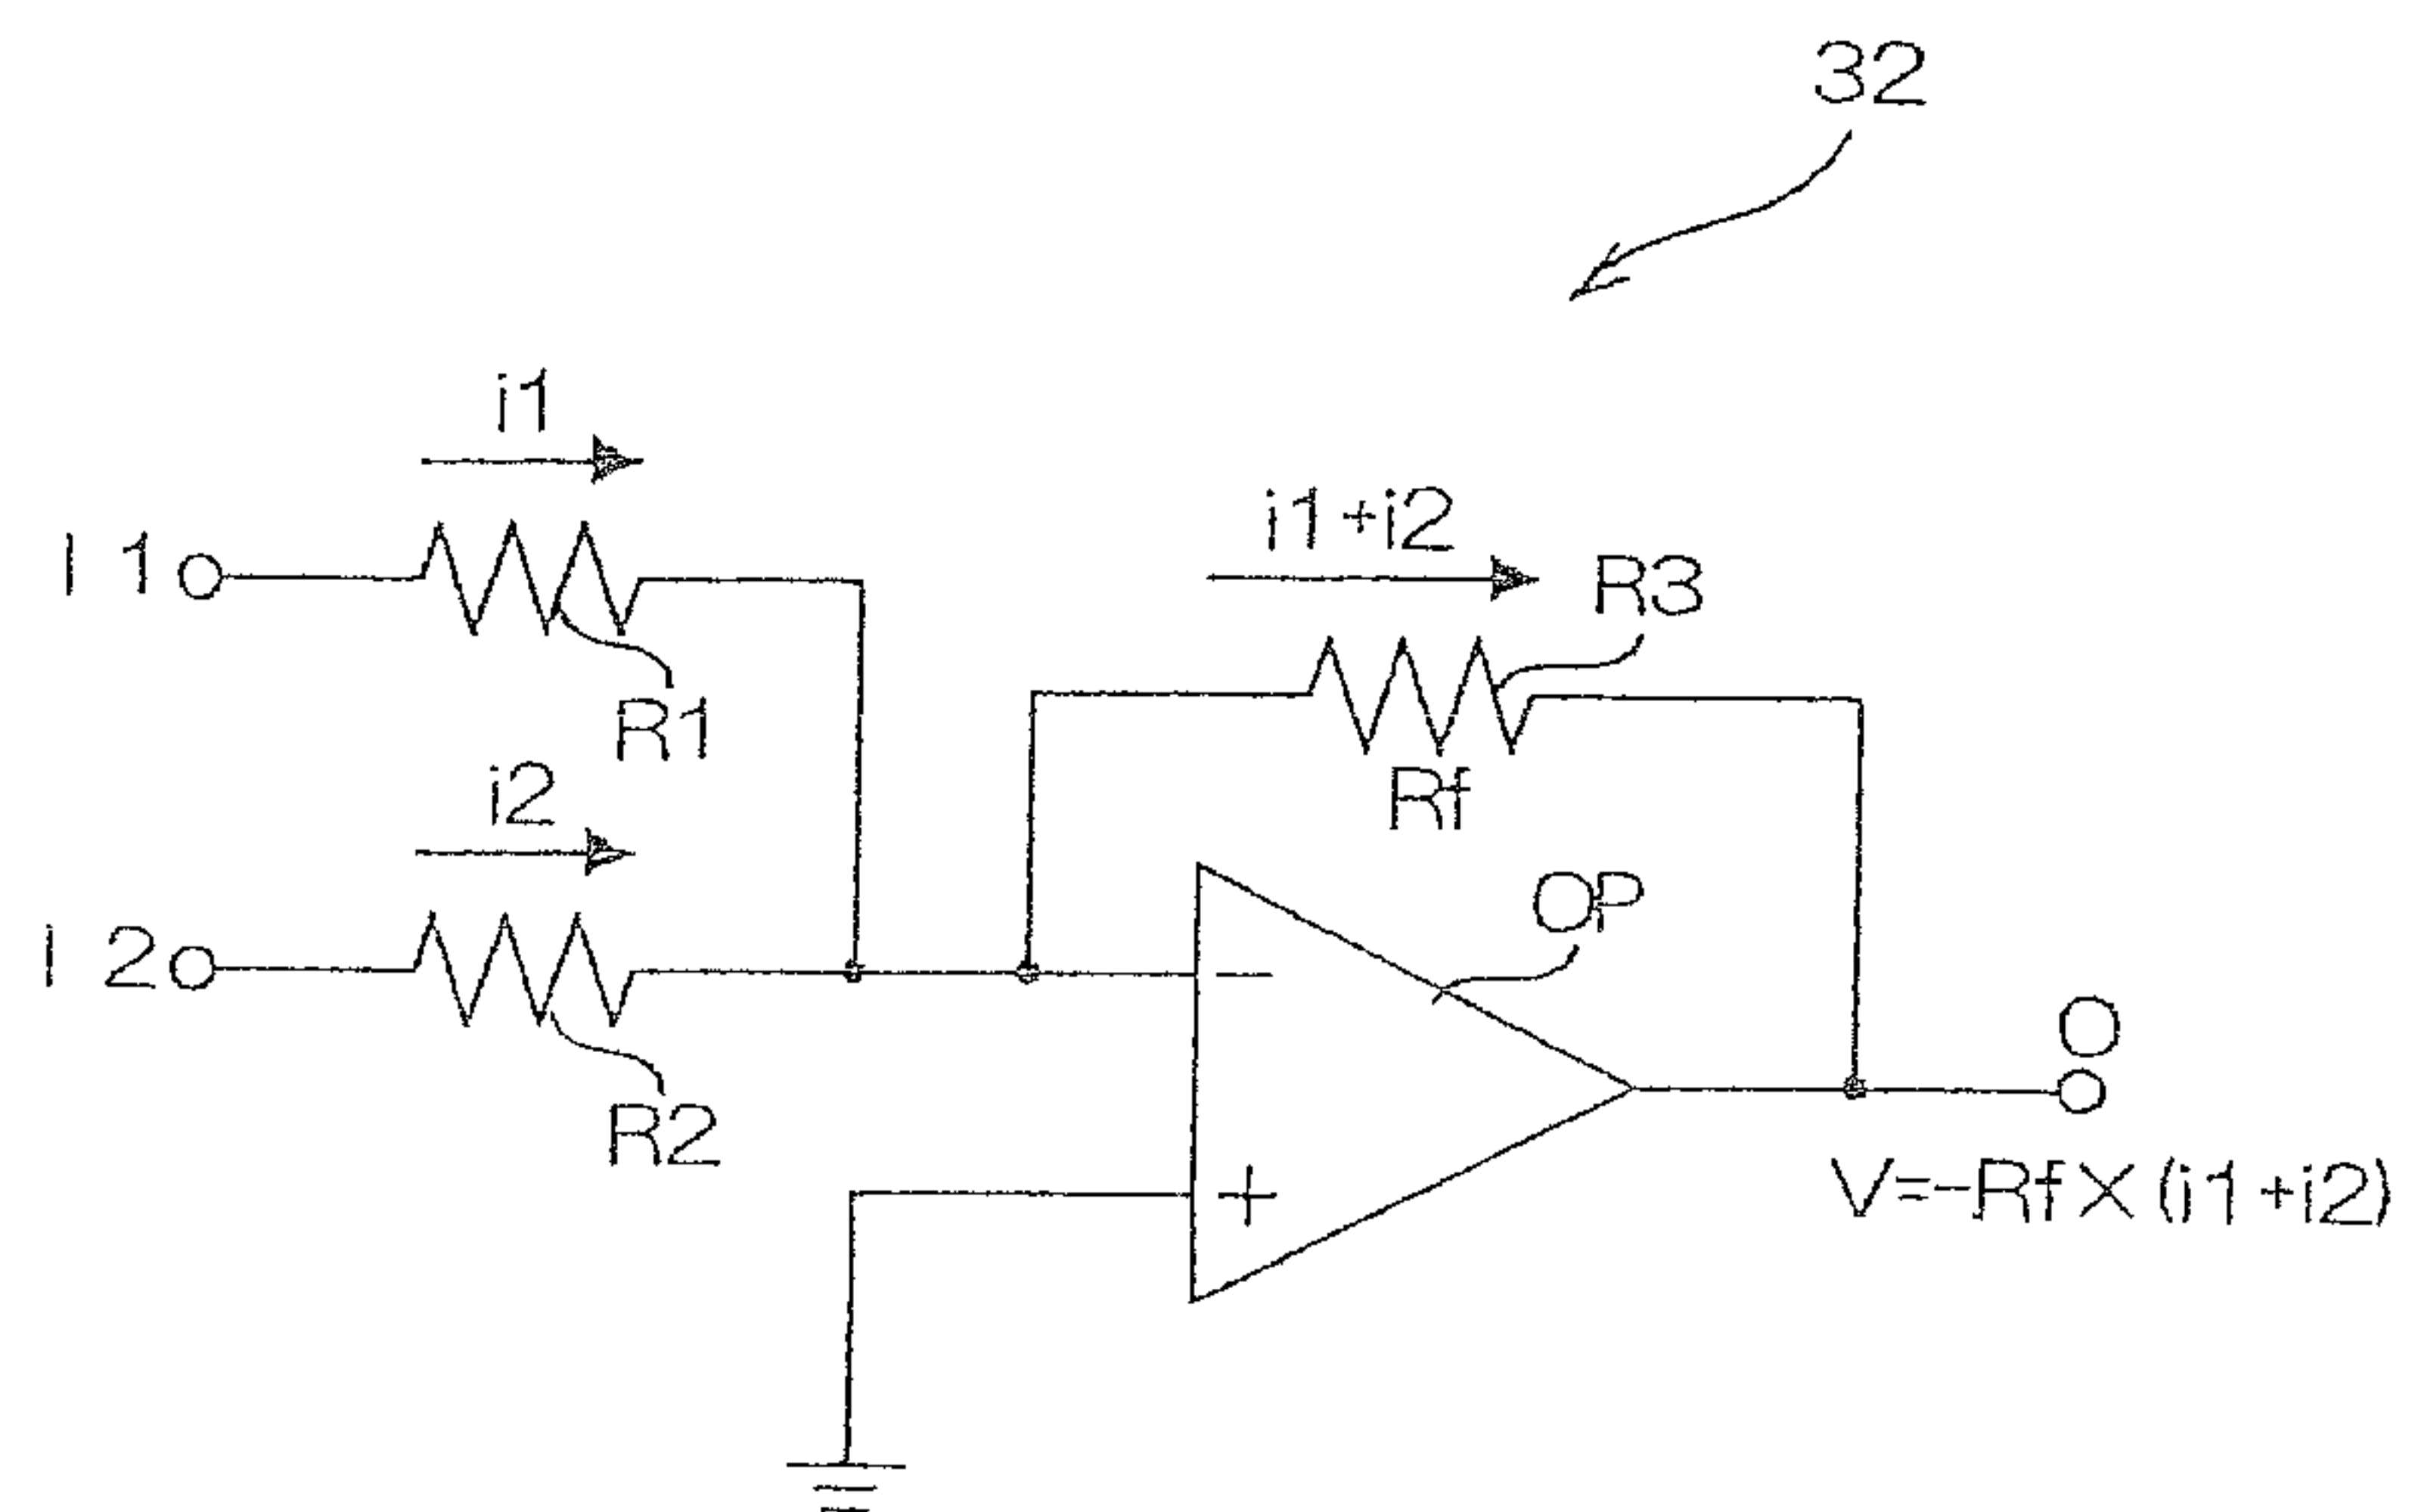 32
i1
I 1
i1+i2
R3
R1
Rf
i2
OP
I 2
−
O
R2
+
V=-Rf×(i1+i2)